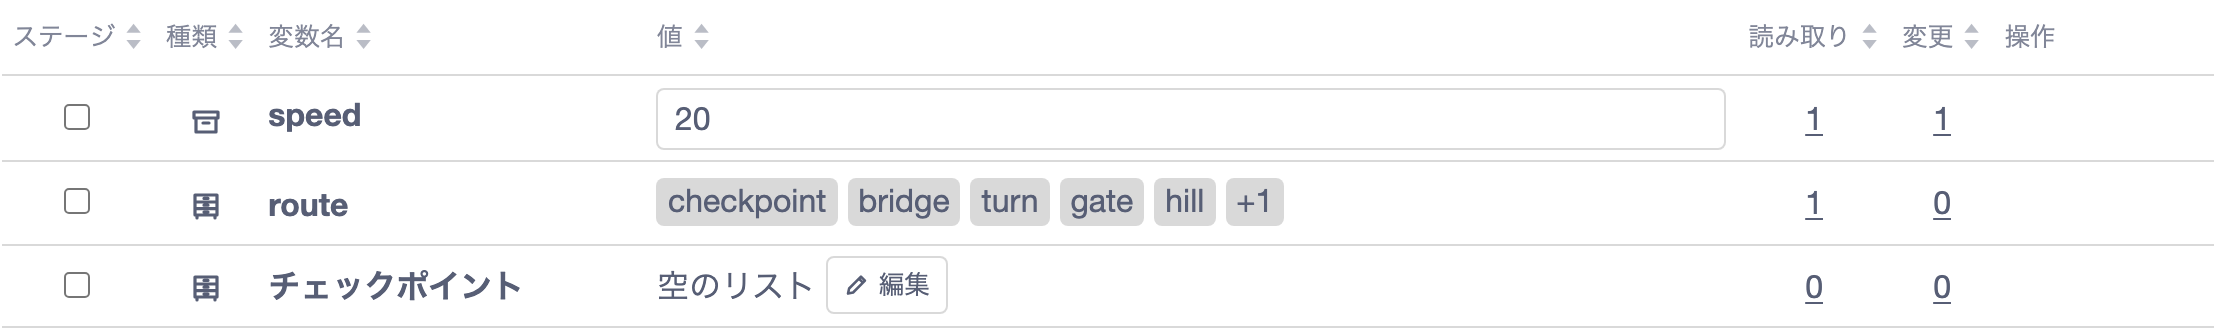 ステージ 種類 変数名 値 読み取り 変更 操作
speed 20 1 1
route checkpoint bridge turn gate hill +1 1 0
チェックポイント 空のリスト 編集 0 0